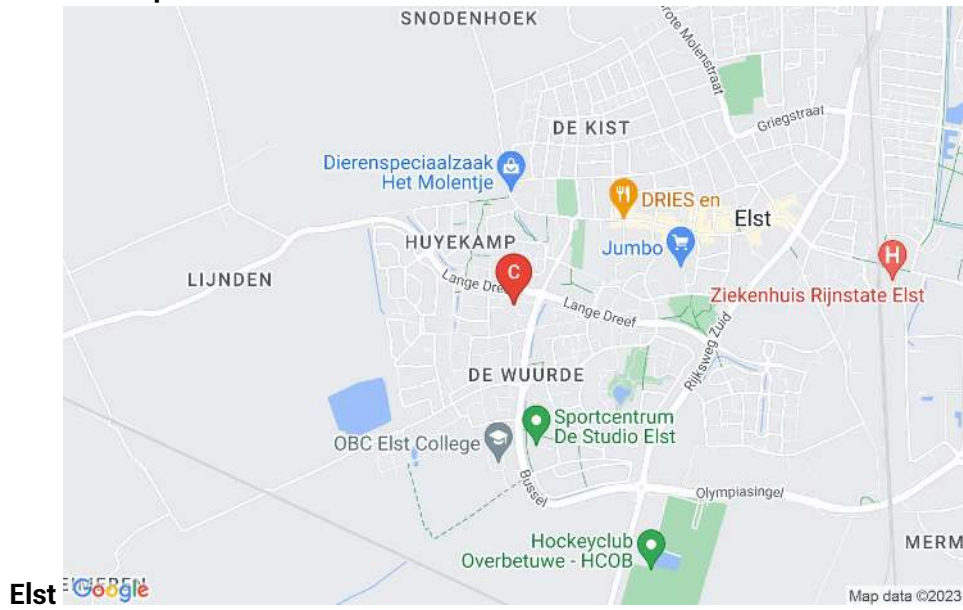 SNODENHOEK
Grote Molenstraat
Griegstraat
DE KIST
Dierenspeciaalzaak
Het Molentje
DRIES en
Elst
HUYEKAMP
Jumbo
H
LIJNDEN
C
Lange Dreef
Ziekenhuis Rijnstate Elst
Lange Dreef
Rijksweg Zuid
DE WUURDE
Sportcentrum
De Studio Elst
OBC Elst College
Bussel
Olympiasingel
Hockeyclub
Overbetuwe - HCOB
MERM
Elst
Google
Map data ©2023